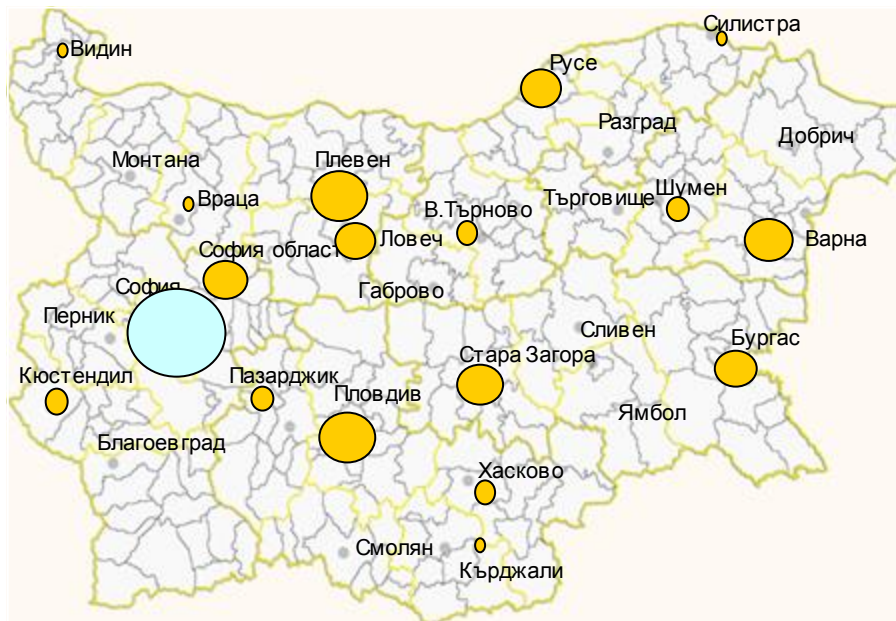 Силистра
Видин
Русе
Разград
Добрич
Монтана
Плевен
Враца
Търговище
Шумен
В.Търново
Ловеч
София област
Варна
Габрово
София
Перник
Сливен
Бургас
Стара Загора
Кюстендил
Пазарджик
Пловдив
Ямбол
Благоевград
Хасково
Смолян
Кърджали